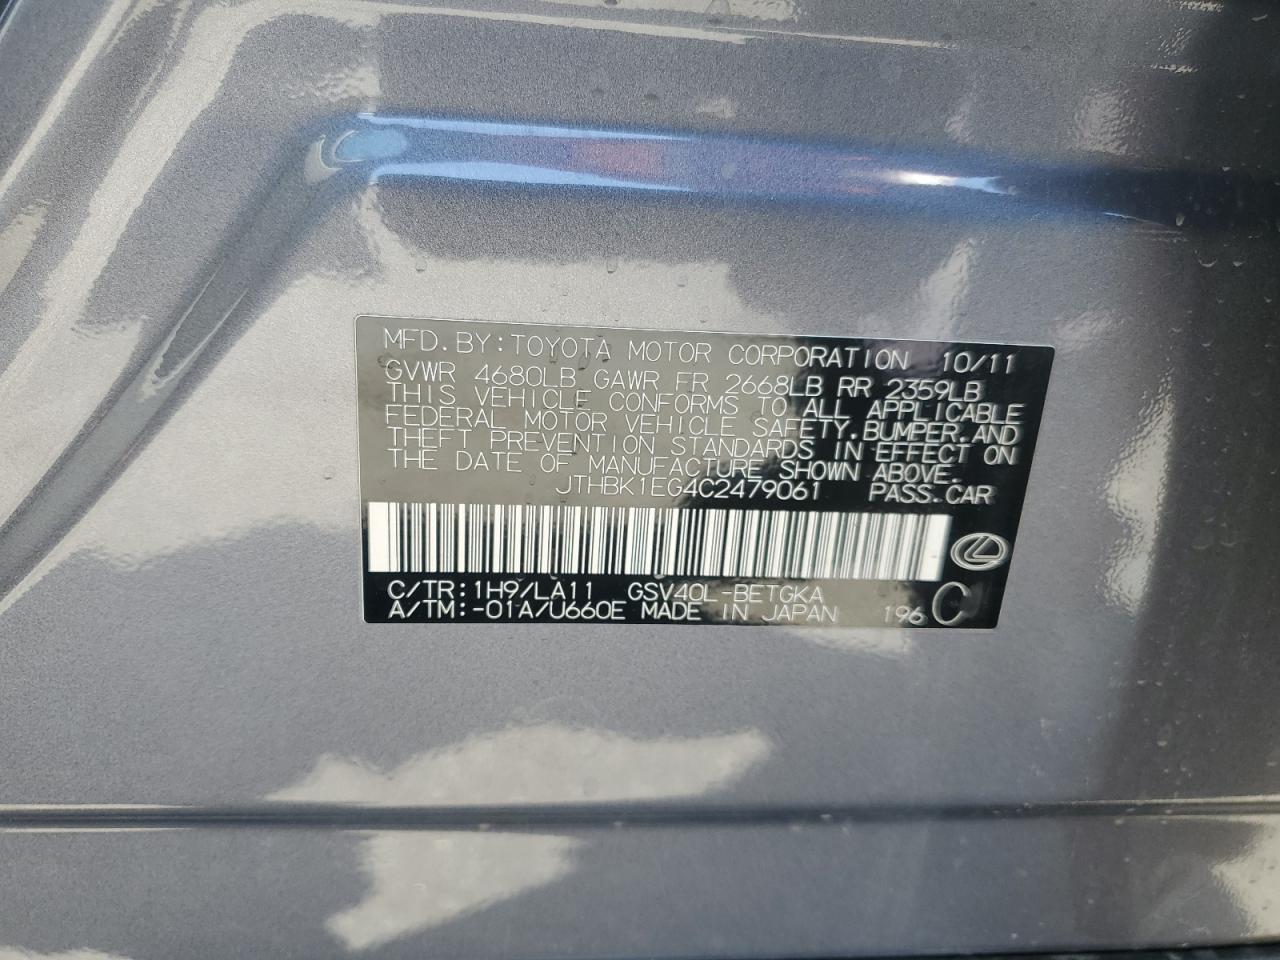 MFD. BY: TOYOTA MOTOR CORPORATION 10/11
GVWR 4680LB GAWR FR 2668LB RR 2359LB
THIS VEHICLE CONFORMS TO ALL APPLICABLE
FEDERAL MOTOR VEHICLE SAFETY, BUMPER, AND
THEFT PREVENTION STANDARDS IN EFFECT ON
THE DATE OF MANUFACTURE SHOWN ABOVE.
JTHBK1EG4C2479061 PASS. CAR
C/TR: 1H9/LA11 GSV40L-BETGKA
A/TM: -01A/U660E MADE IN JAPAN 196 C